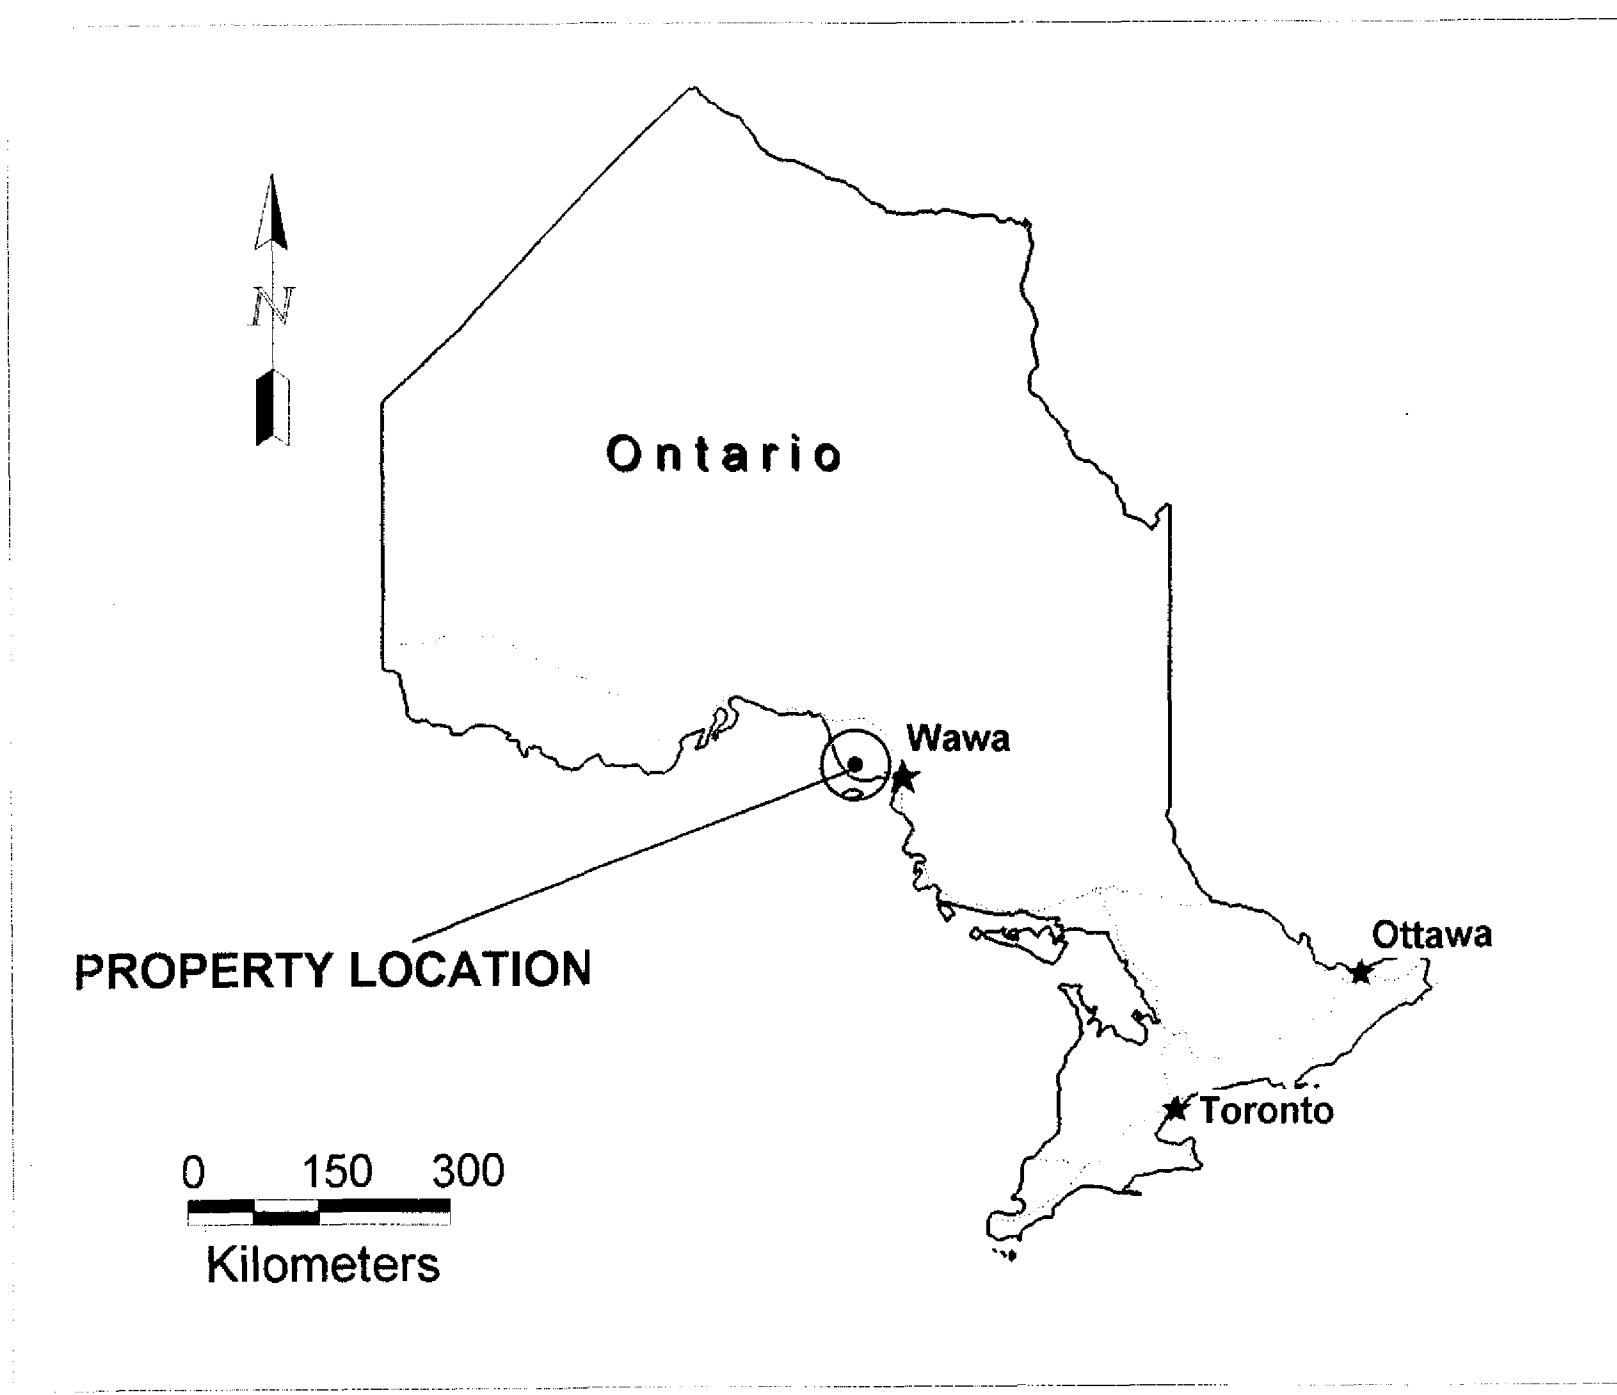 N
Ontario
Wawa
PROPERTY LOCATION
Ottawa
Toronto
0 150 300
Kilometers